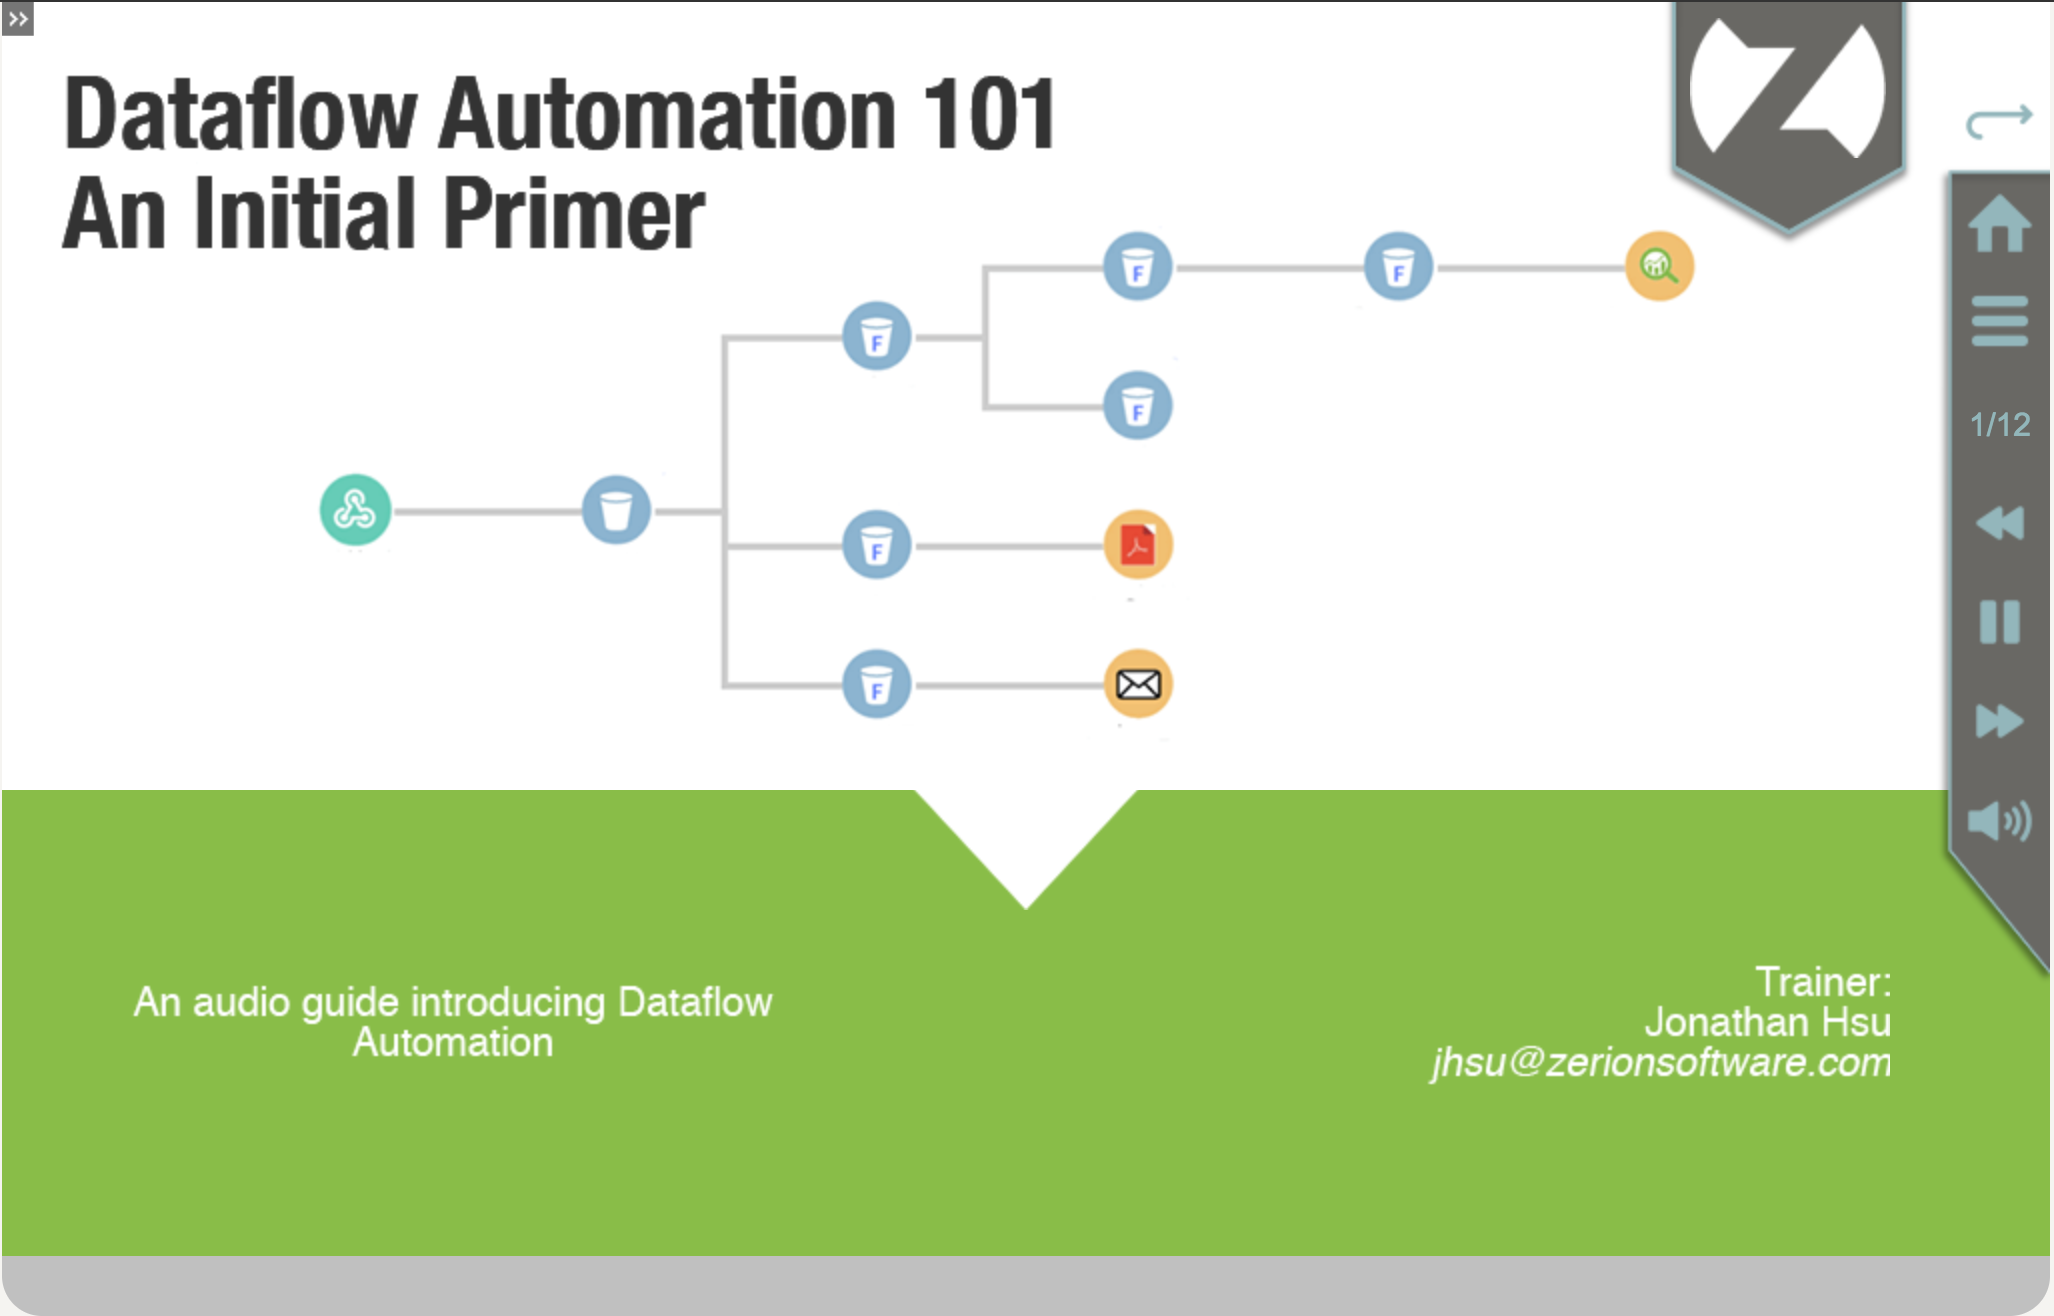 >>
Dataflow Automation 101
An Initial Primer
F
F
F
F
F
F
1/12
An audio guide introducing Dataflow
Automation
Trainer:
Jonathan Hsu
jhsu@zerionsoftware.com